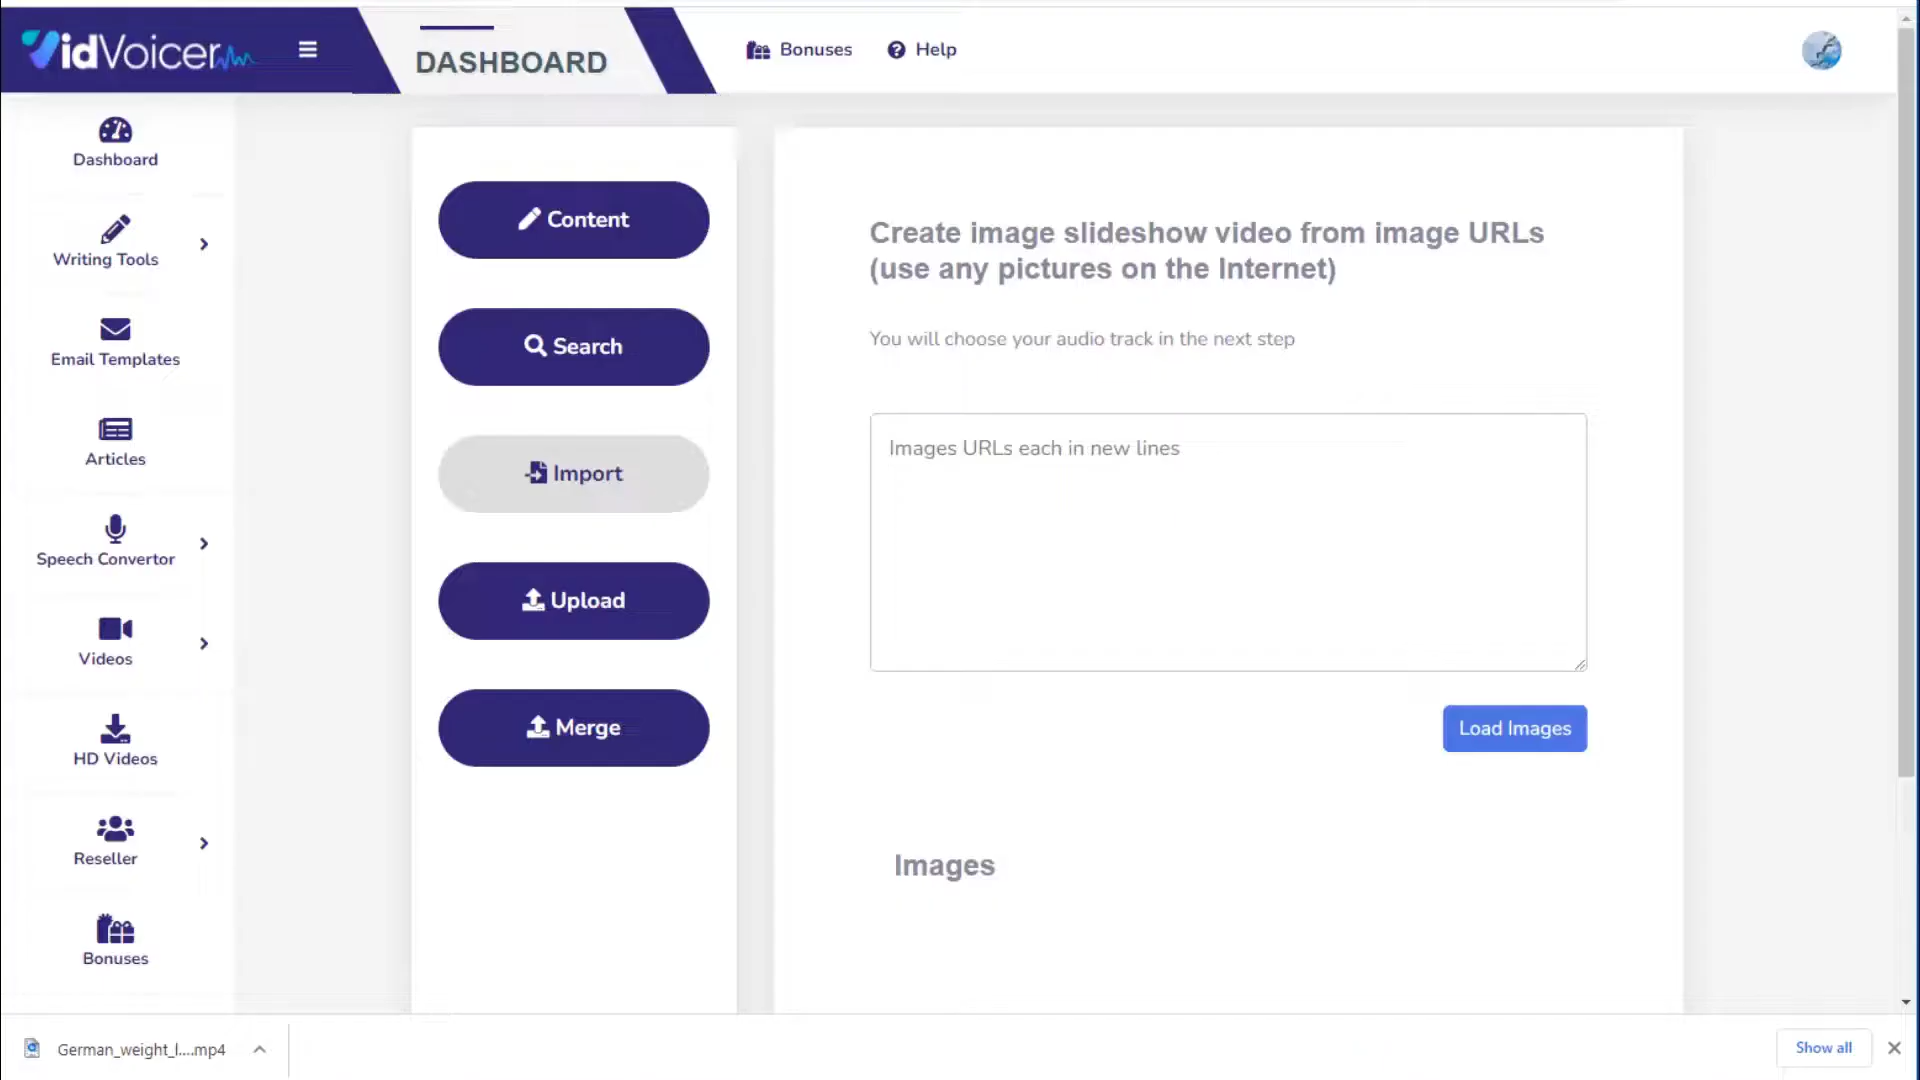 VidVoicer
DASHBOARD
Bonuses
Help
Dashboard
Writing Tools
Email Templates
Articles
Speech Convertor
Videos
HD Videos
Reseller
Bonuses
Content
Search
Import
Upload
Merge
Create image slideshow video from image URLs
(use any pictures on the Internet)
You will choose your audio track in the next step
Images URLs each in new lines
Load Images
Images
German_weight_l....mp4
Show all